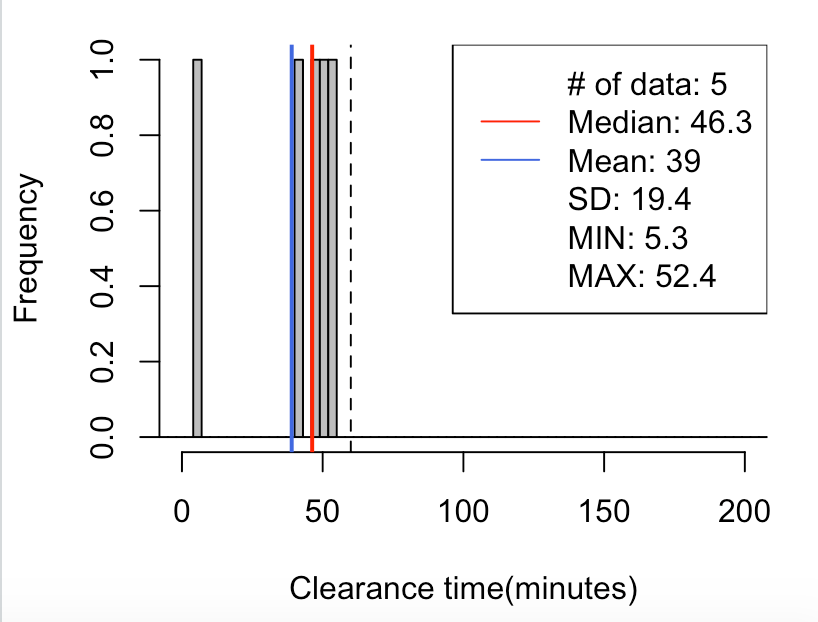 # of data: 5
Median: 46.3
Mean: 39
SD: 19.4
MIN: 5.3
MAX: 52.4
Frequency
1.0
0.8
0.6
0.4
0.2
0.0
0 50 100 150 200
Clearance time(minutes)